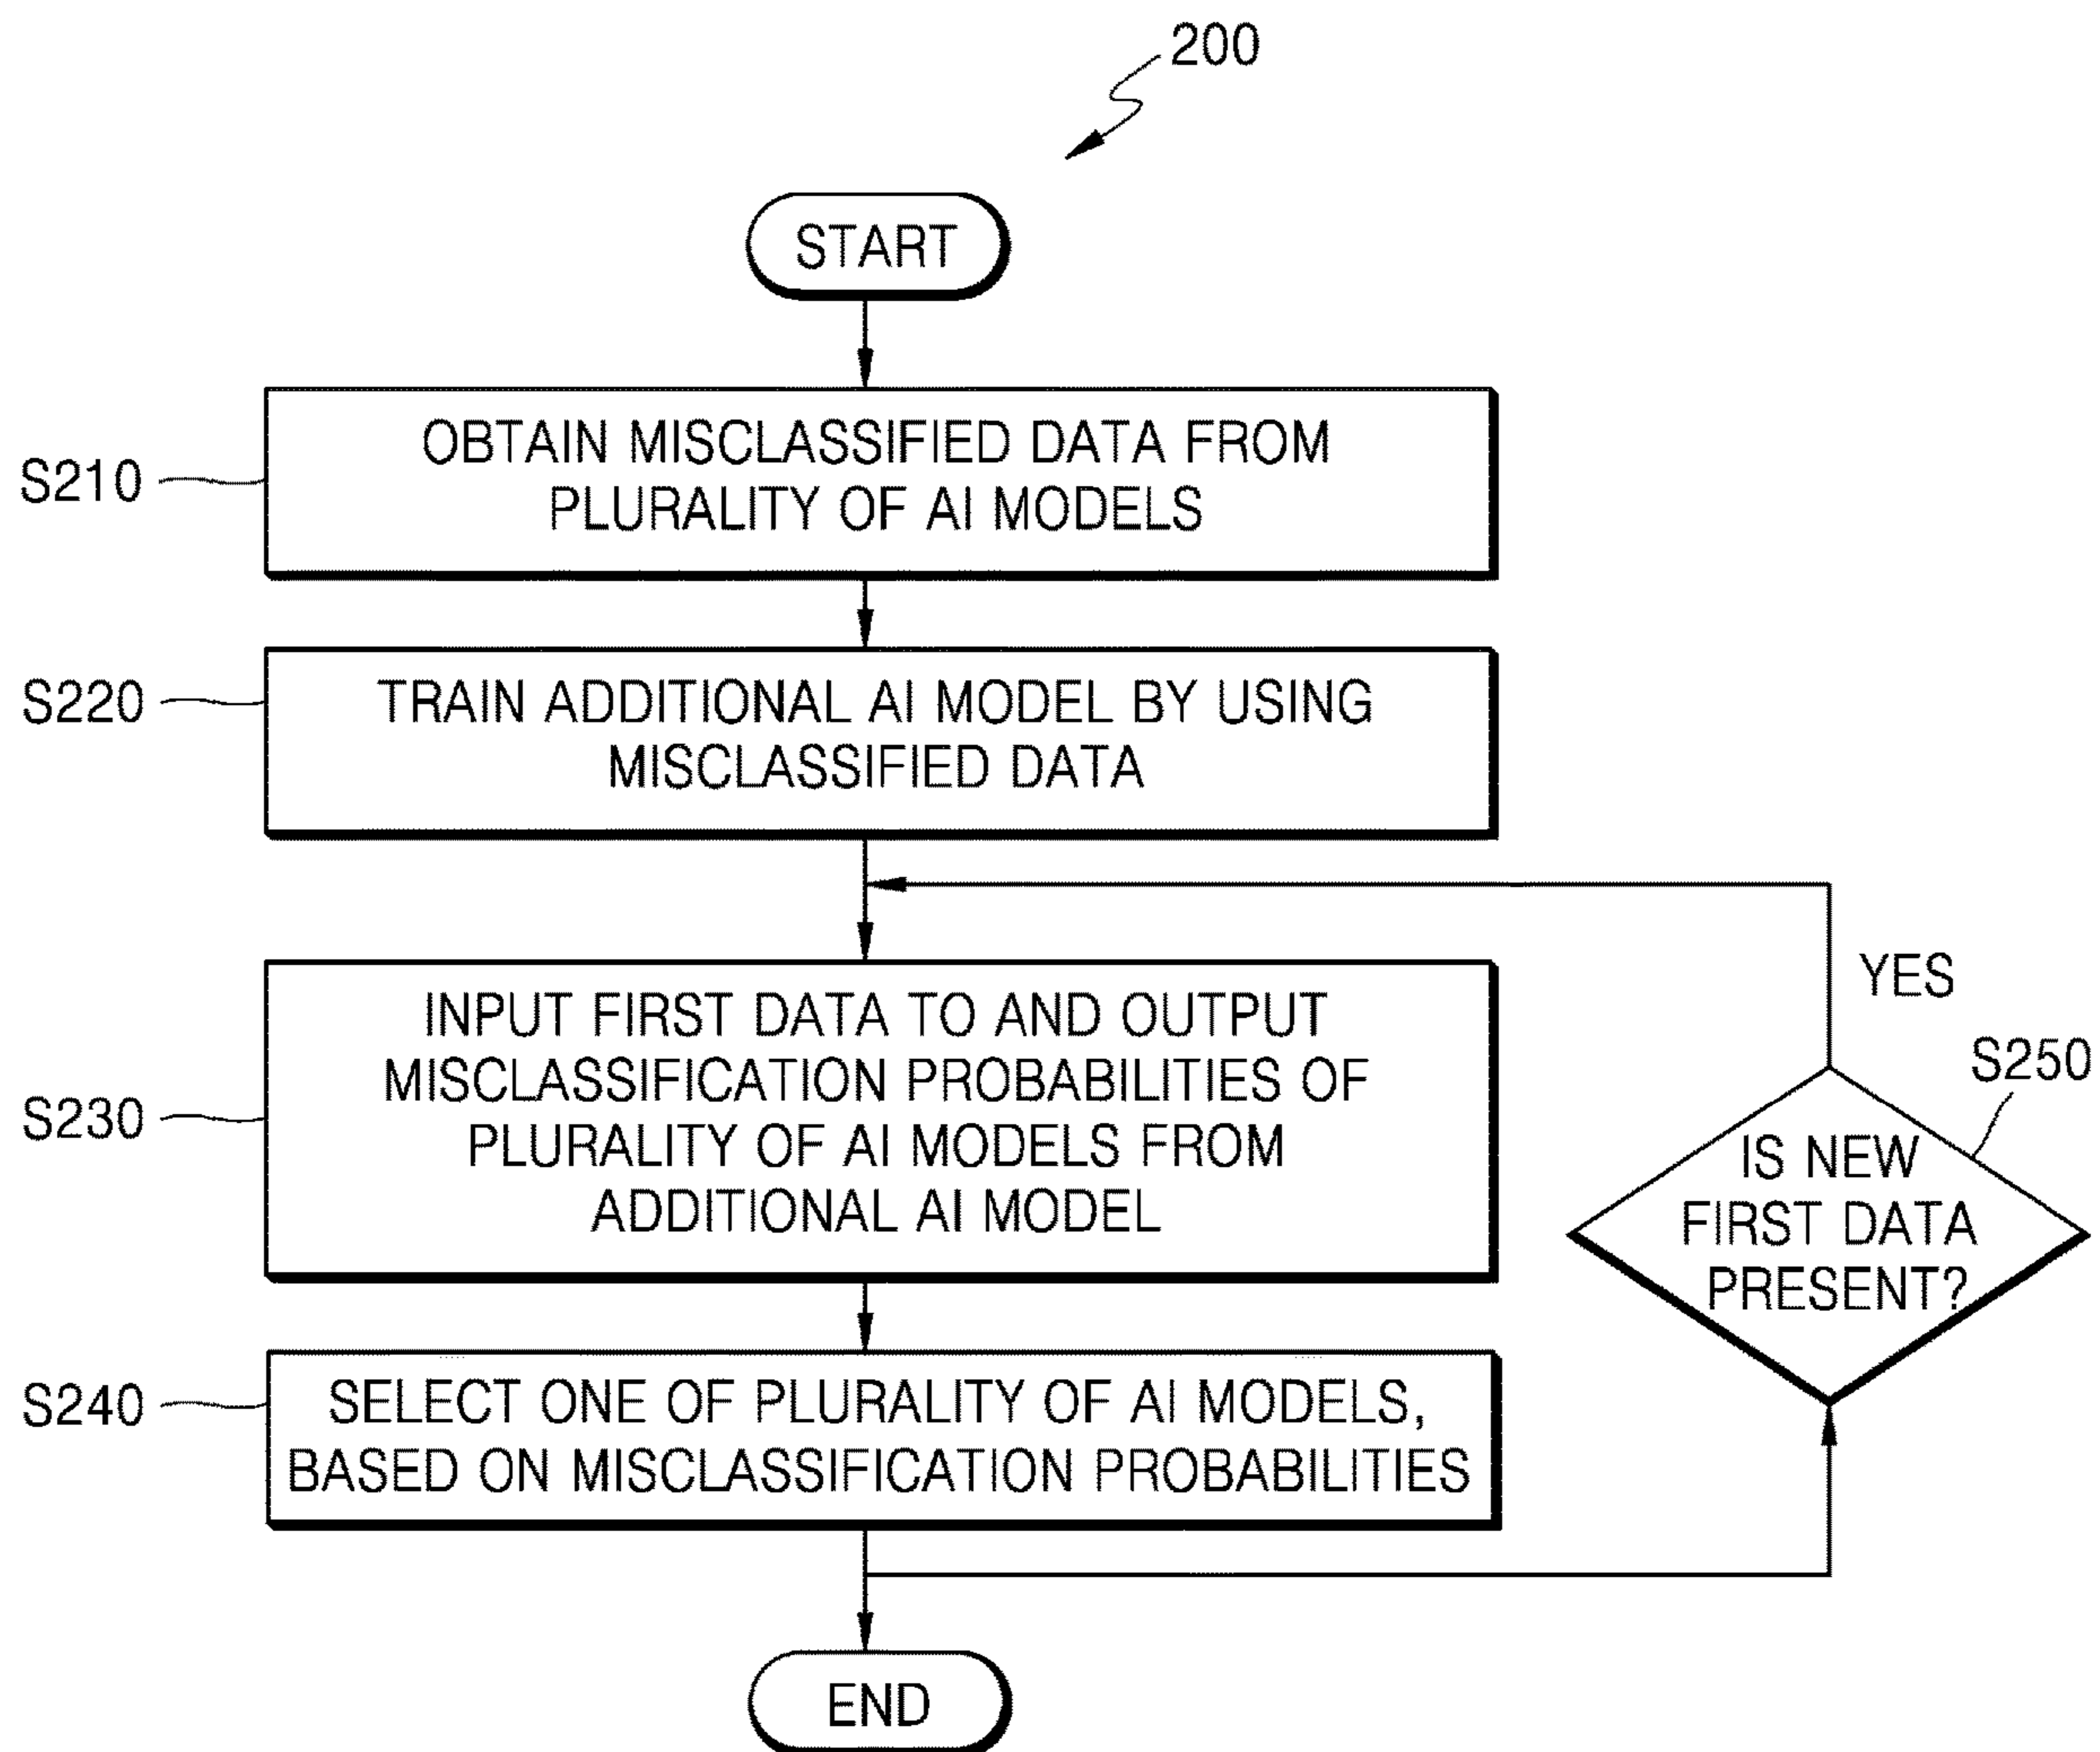 200
START
S210
OBTAIN MISCLASSIFIED DATA FROM
PLURALITY OF AI MODELS
S220
TRAIN ADDITIONAL AI MODEL BY USING
MISCLASSIFIED DATA
S230
INPUT FIRST DATA TO AND OUTPUT
MISCLASSIFICATION PROBABILITIES OF
PLURALITY OF AI MODELS FROM
ADDITIONAL AI MODEL
YES
S250
IS NEW
FIRST DATA
PRESENT?
S240
SELECT ONE OF PLURALITY OF AI MODELS,
BASED ON MISCLASSIFICATION PROBABILITIES
END